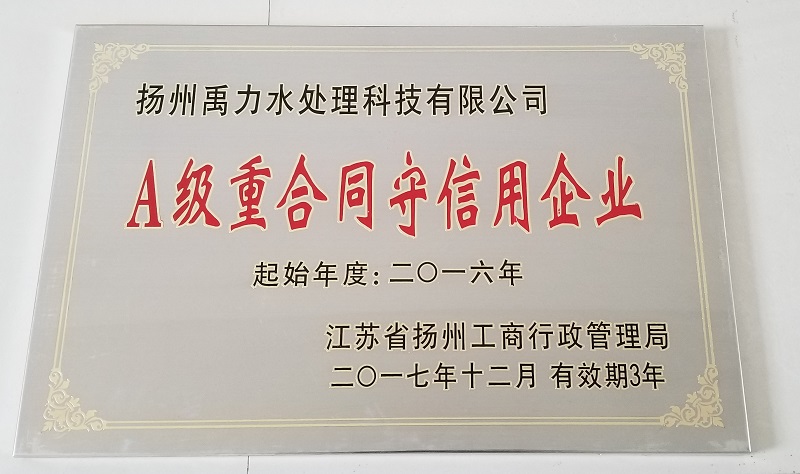 扬州禹力水处理科技有限公司
A级重合同守信用企业
起始年度:二〇一六年
江苏省扬州工商行政管理局
二〇一七年十二月 有效期3年